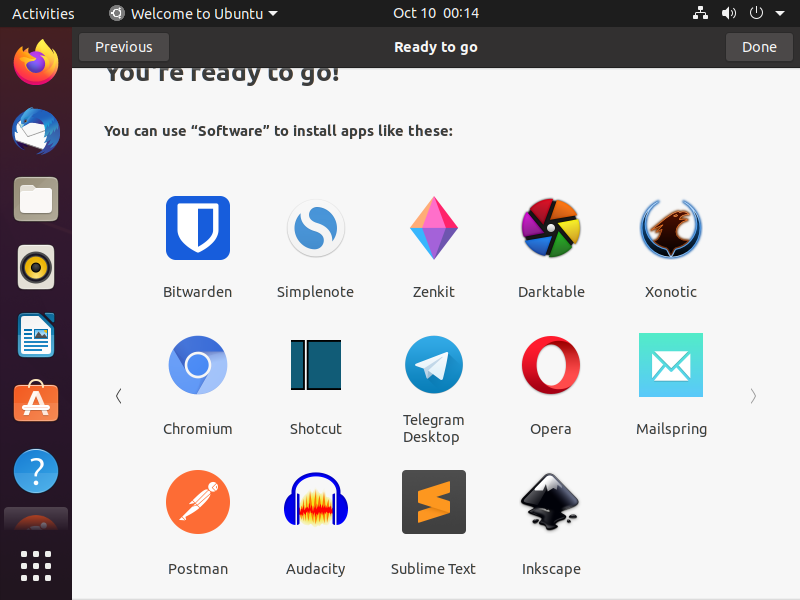 Activities
Welcome to Ubuntu
Oct 10 00:14
Previous
Ready to go
Done
You're ready to go!
You can use “Software” to install apps like these:
Bitwarden
Simplenote
Zenkit
Darktable
Xonotic
Chromium
Shotcut
Telegram
Desktop
Opera
Mailspring
Postman
Audacity
Sublime Text
Inkscape